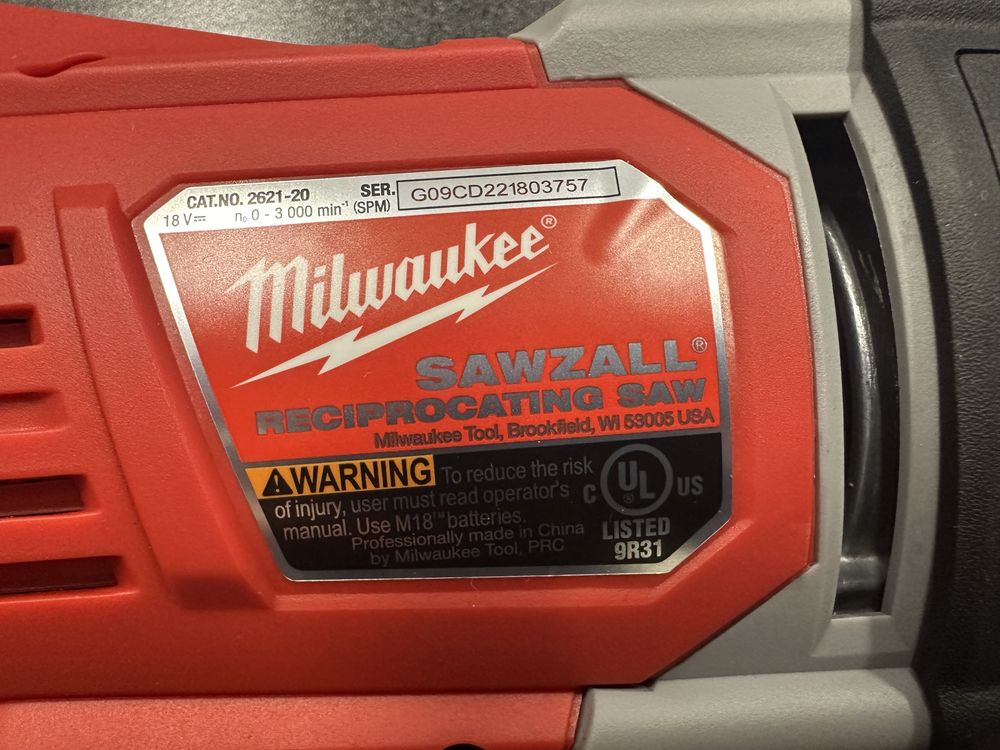 CAT.NO. 2621-20 SER. G09CD221803757
18 V⎓ n₀ 0 - 3 000 min⁻¹ (SPM)
Milwaukee®
SAWZALL®
RECIPROCATING SAW
Milwaukee Tool, Brookfield, WI 53005 USA
⚠WARNING To reduce the risk
of injury, user must read operator's
manual. Use M18™ batteries.
Professionally made in China
by Milwaukee Tool, PRC
C UL® US
LISTED
9R31